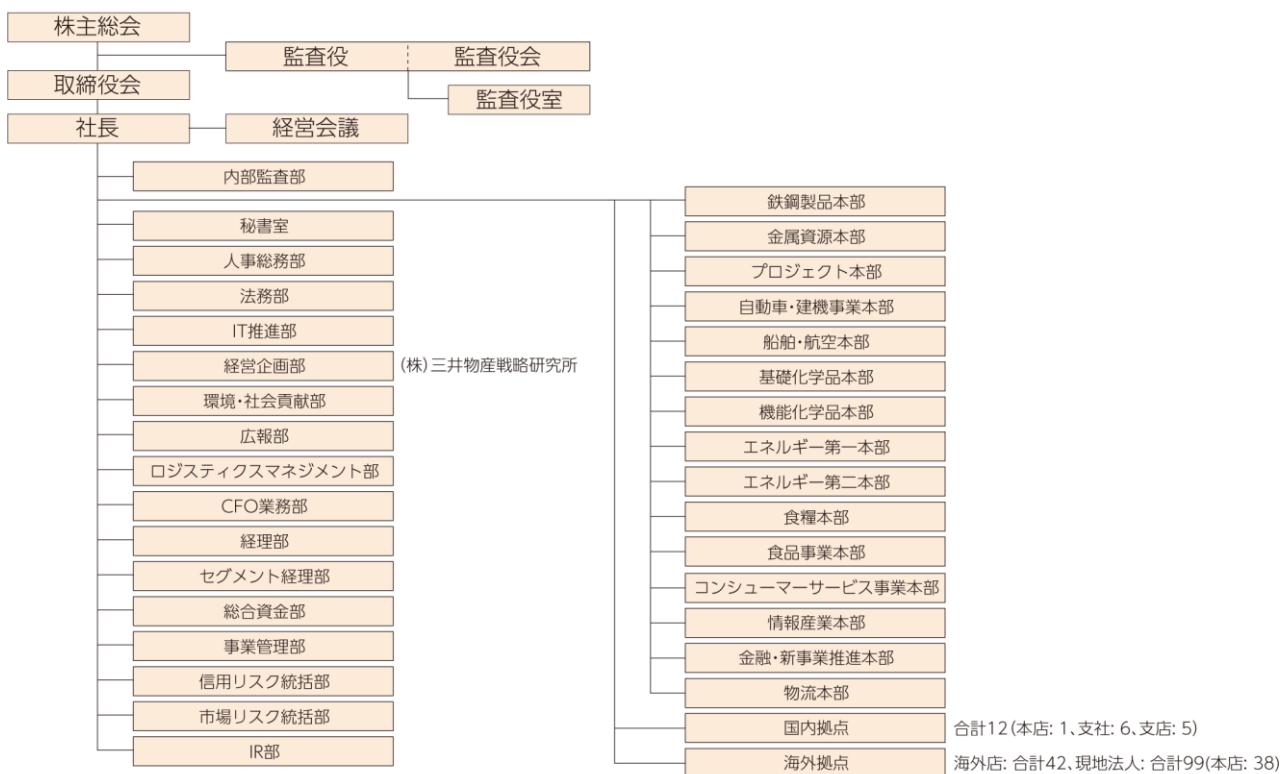 株主総会
監査役 監査役会
取締役会
監査役室
社長 経営会議
内部監査部
秘書室
人事総務部
法務部
IT推進部
経営企画部 (株)三井物産戦略研究所
環境・社会貢献部
広報部
ロジスティクスマネジメント部
CFO業務部
経理部
セグメント経理部
総合資金部
事業管理部
信用リスク統括部
市場リスク統括部
IR部
鉄鋼製品本部
金属資源本部
プロジェクト本部
自動車・建機事業本部
船舶・航空本部
基礎化学品本部
機能化学品本部
エネルギー第一本部
エネルギー第二本部
食糧本部
食品事業本部
コンシューマーサービス事業本部
情報産業本部
金融・新事業推進本部
物流本部
国内拠点 合計12(本店: 1、支社: 6、支店: 5)
海外拠点 海外店: 合計42、現地法人: 合計99(本店: 38)